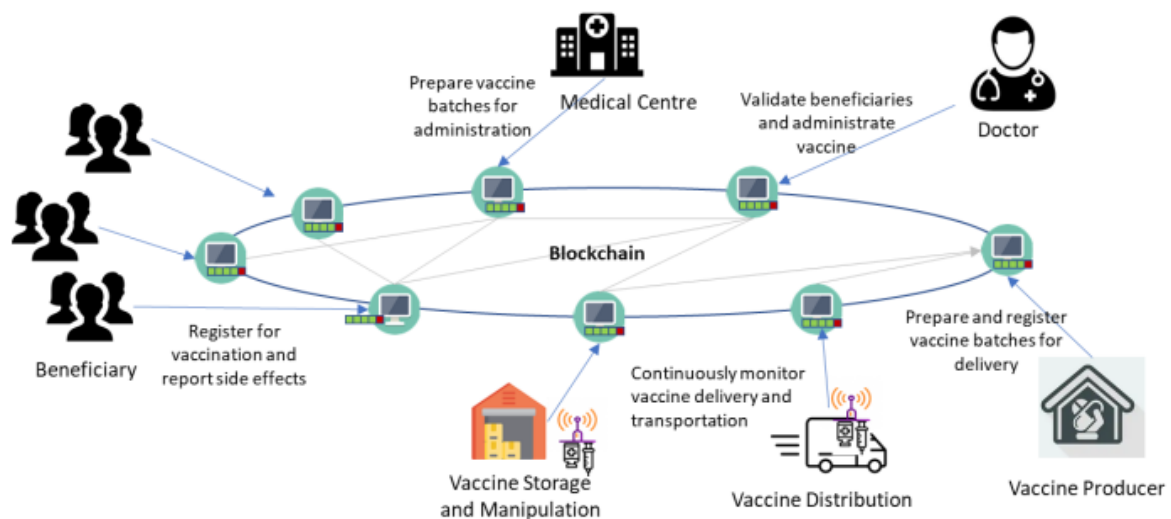 Prepare vaccine
batches for
administration
Medical Centre
Validate beneficiaries
and administrate
vaccine
Doctor
Blockchain
Register for
vaccination and
report side effects
Beneficiary
Continuously monitor
vaccine delivery and
transportation
Prepare and register
vaccine batches for
delivery
Vaccine Storage
and Manipulation
Vaccine Distribution
Vaccine Producer